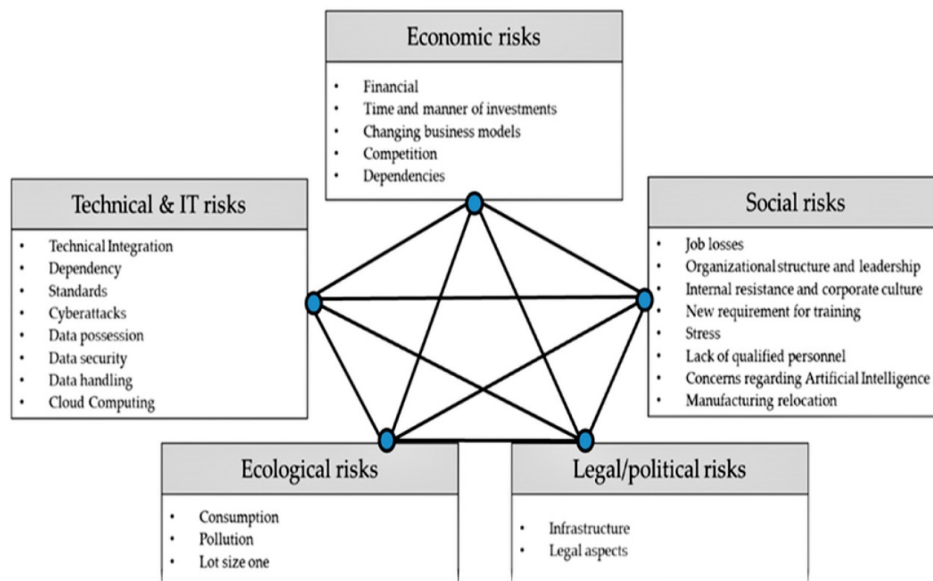 Economic risks
• Financial
• Time and manner of investments
• Changing business models
• Competition
• Dependencies
Technical & IT risks
• Technical Integration
• Dependency
• Standards
• Cyberattacks
• Data possession
• Data security
• Data handling
• Cloud Computing
Social risks
• Job losses
• Organizational structure and leadership
• Internal resistance and corporate culture
• New requirement for training
• Stress
• Lack of qualified personnel
• Concerns regarding Artificial Intelligence
• Manufacturing relocation
Ecological risks
• Consumption
• Pollution
• Lot size one
Legal/political risks
• Infrastructure
• Legal aspects